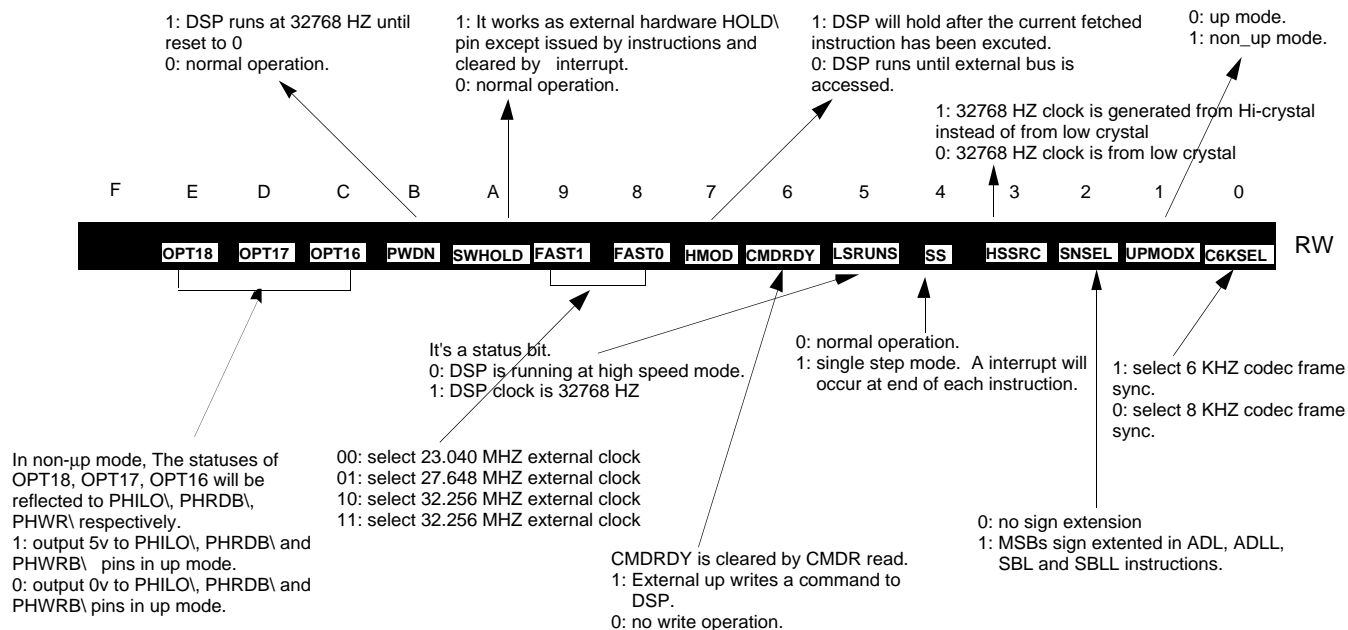 1: DSP runs at 32768 HZ until
reset to 0
0: normal operation.
1: It works as external hardware HOLD\
pin except issued by instructions and
cleared by interrupt.
0: normal operation.
1: DSP will hold after the current fetched
instruction has been excuted.
0: DSP runs until external bus is
accessed.
0: up mode.
1: non_up mode.
1: 32768 HZ clock is generated from Hi-crystal
instead of from low crystal
0: 32768 HZ clock is from low crystal
F E D C B A 9 8 7 6 5 4 3 2 1 0
OPT18 OPT17 OPT16 PWDN SWHOLD FAST1 FAST0 HMOD CMDRDY LSRUNS SS HSSRC SNSEL UPMODX C6KSEL RW
It's a status bit.
0: DSP is running at high speed mode.
1: DSP clock is 32768 HZ
0: normal operation.
1: single step mode. A interrupt will
occur at end of each instruction.
1: select 6 KHZ codec frame
sync.
0: select 8 KHZ codec frame
sync.
In non-μp mode, The statuses of
OPT18, OPT17, OPT16 will be
reflected to PHILO\, PHRDB\,
PHWR\ respectively.
1: output 5v to PHILO\, PHRDB\ and
PHWRB\ pins in up mode.
0: output 0v to PHILO\, PHRDB\ and
PHWRB\ pins in up mode.
00: select 23.040 MHZ external clock
01: select 27.648 MHZ external clock
10: select 32.256 MHZ external clock
11: select 32.256 MHZ external clock
CMDRDY is cleared by CMDR read.
1: External up writes a command to
DSP.
0: no write operation.
0: no sign extension
1: MSBs sign extented in ADL, ADLL,
SBL and SBLL instructions.